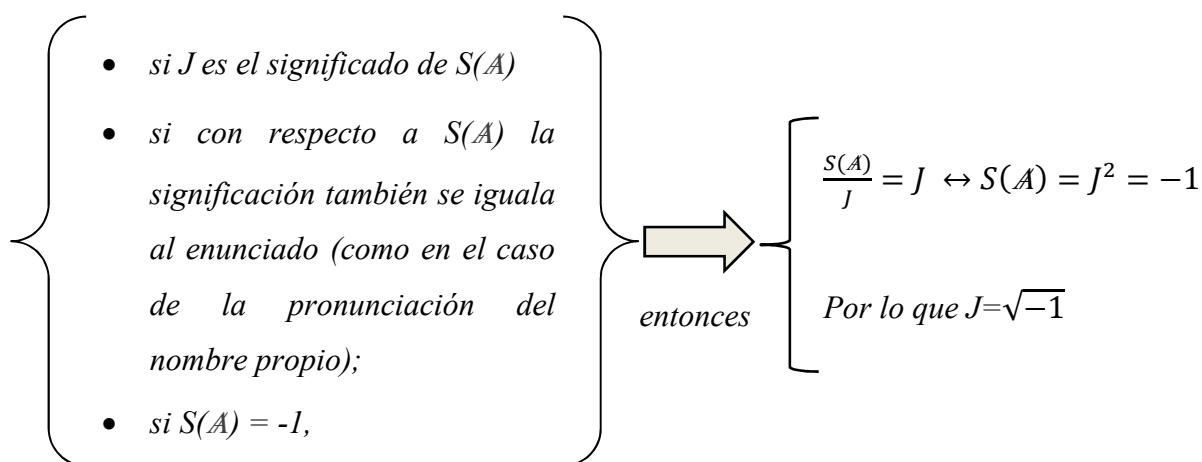 • si J es el significado de S(Ⱥ)
• si con respecto a S(Ⱥ) la
significación también se iguala
al enunciado (como en el caso
de la pronunciación del
nombre propio);
• si S(Ⱥ) = -1,
entonces
S(Ⱥ)/J = J ↔ S(Ⱥ) = J² = −1
Por lo que J=√−1